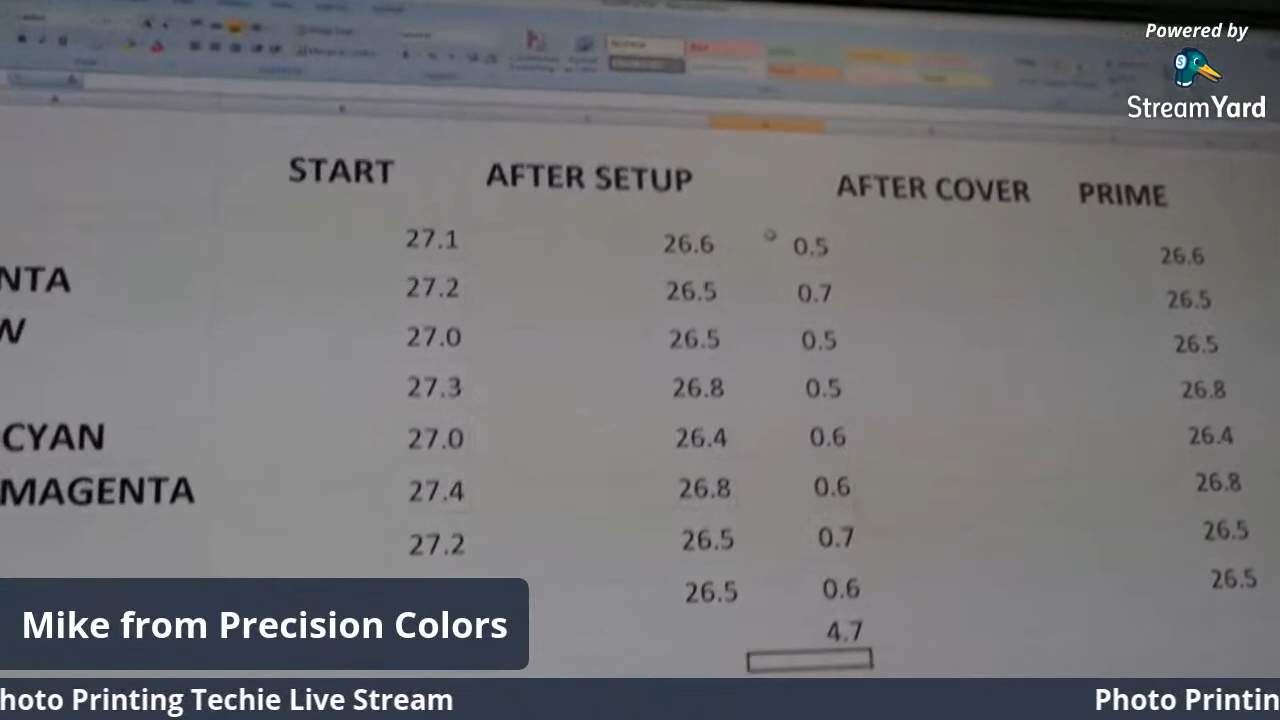 Powered by
StreamYard
START AFTER SETUP AFTER COVER PRIME
27.1 26.6 0.5 26.6
NTA 27.2 26.5 0.7 26.5
W 27.0 26.5 0.5 26.5
27.3 26.8 0.5 26.8
CYAN 27.0 26.4 0.6 26.4
MAGENTA 27.4 26.8 0.6 26.8
27.2 26.5 0.7 26.5
26.5 0.6 26.5
4.7
Mike from Precision Colors
hoto Printing Techie Live Stream Photo Printin